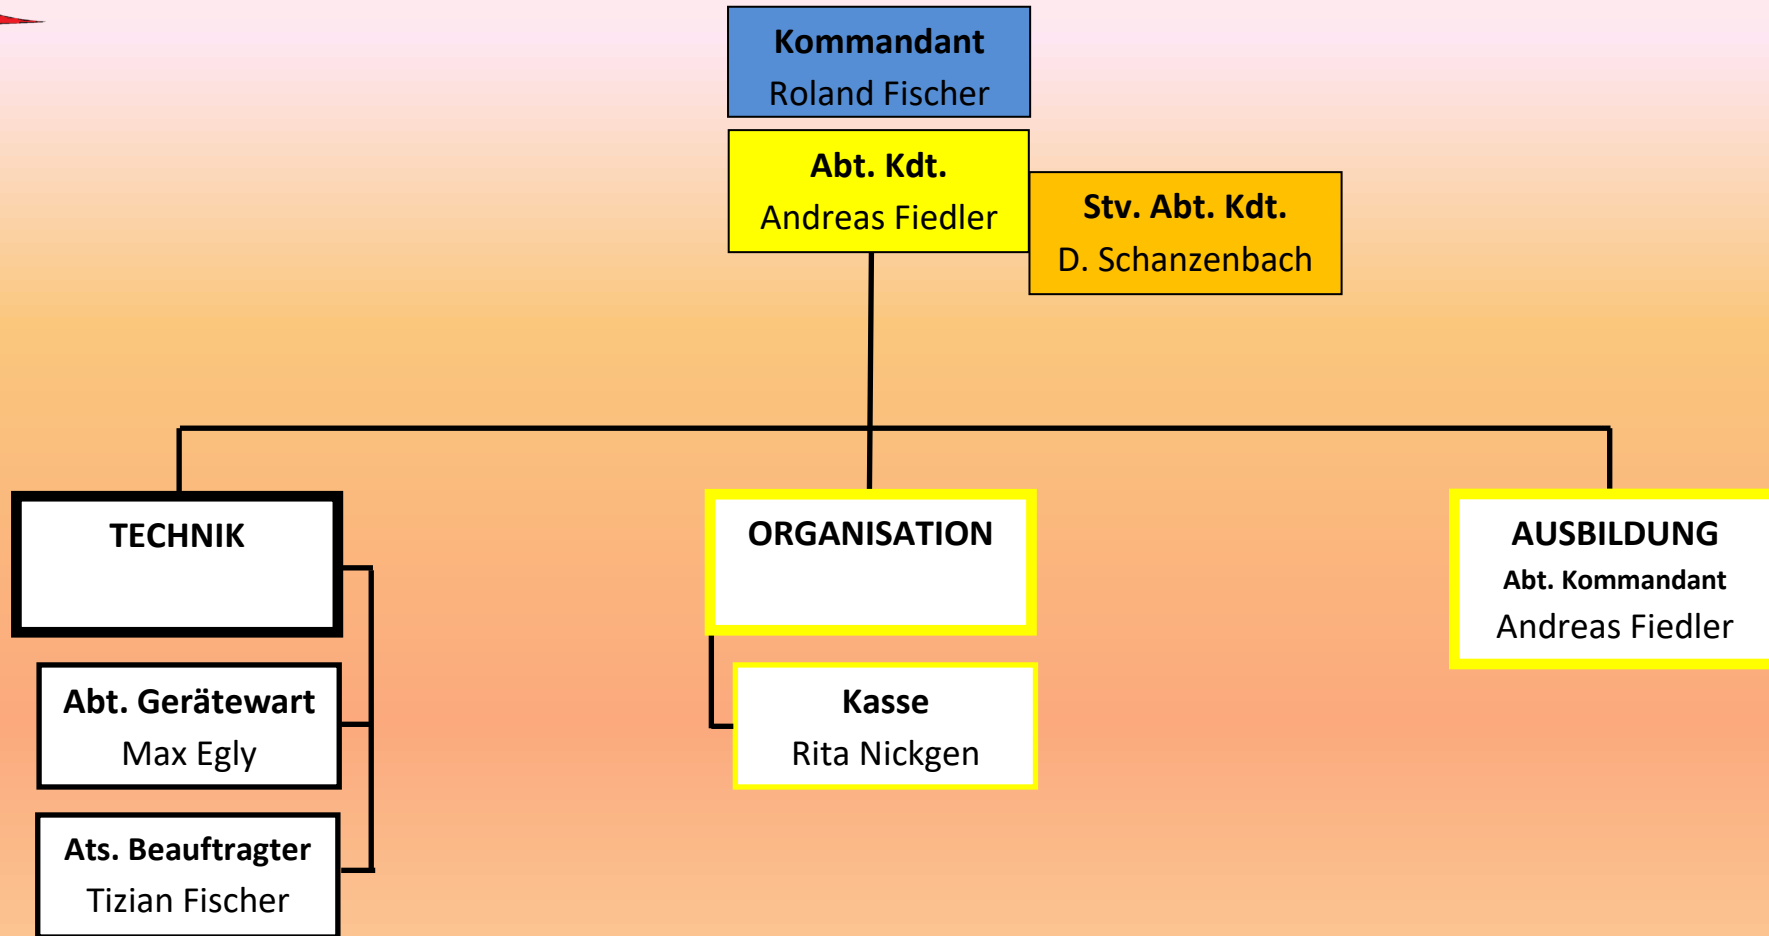 Kommandant
Roland Fischer
Abt. Kdt.
Andreas Fiedler
Stv. Abt. Kdt.
D. Schanzenbach
TECHNIK
Abt. Gerätewart
Max Egly
Ats. Beauftragter
Tizian Fischer
ORGANISATION
Kasse
Rita Nickgen
AUSBILDUNG
Abt. Kommandant
Andreas Fiedler